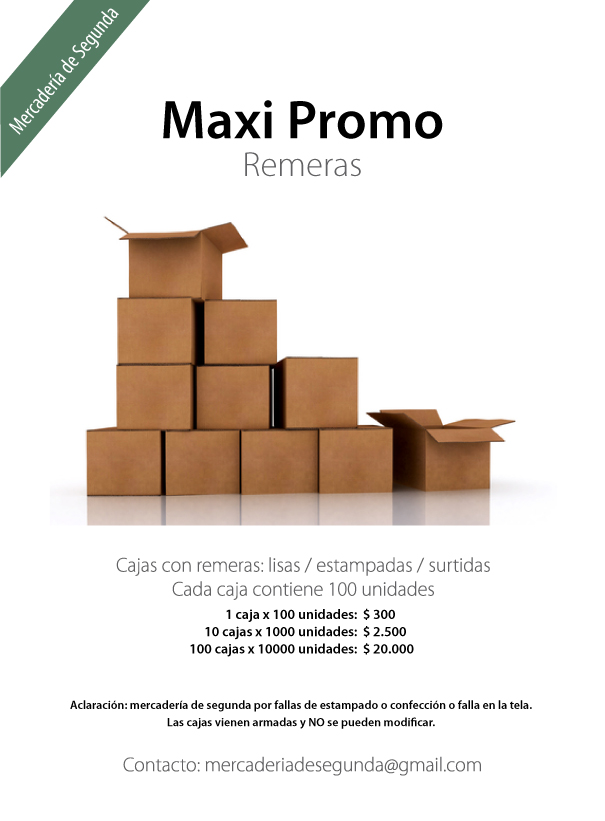 Mercadería de Segunda
Maxi Promo
Remeras
Cajas con remeras: lisas / estampadas / surtidas
Cada caja contiene 100 unidades
1 caja x 100 unidades: $ 300
10 cajas x 1000 unidades: $ 2.500
100 cajas x 10000 unidades: $ 20.000
Aclaración: mercadería de segunda por fallas de estampado o confección o falla en la tela.
Las cajas vienen armadas y NO se pueden modificar.
Contacto: mercaderiadesegunda@gmail.com